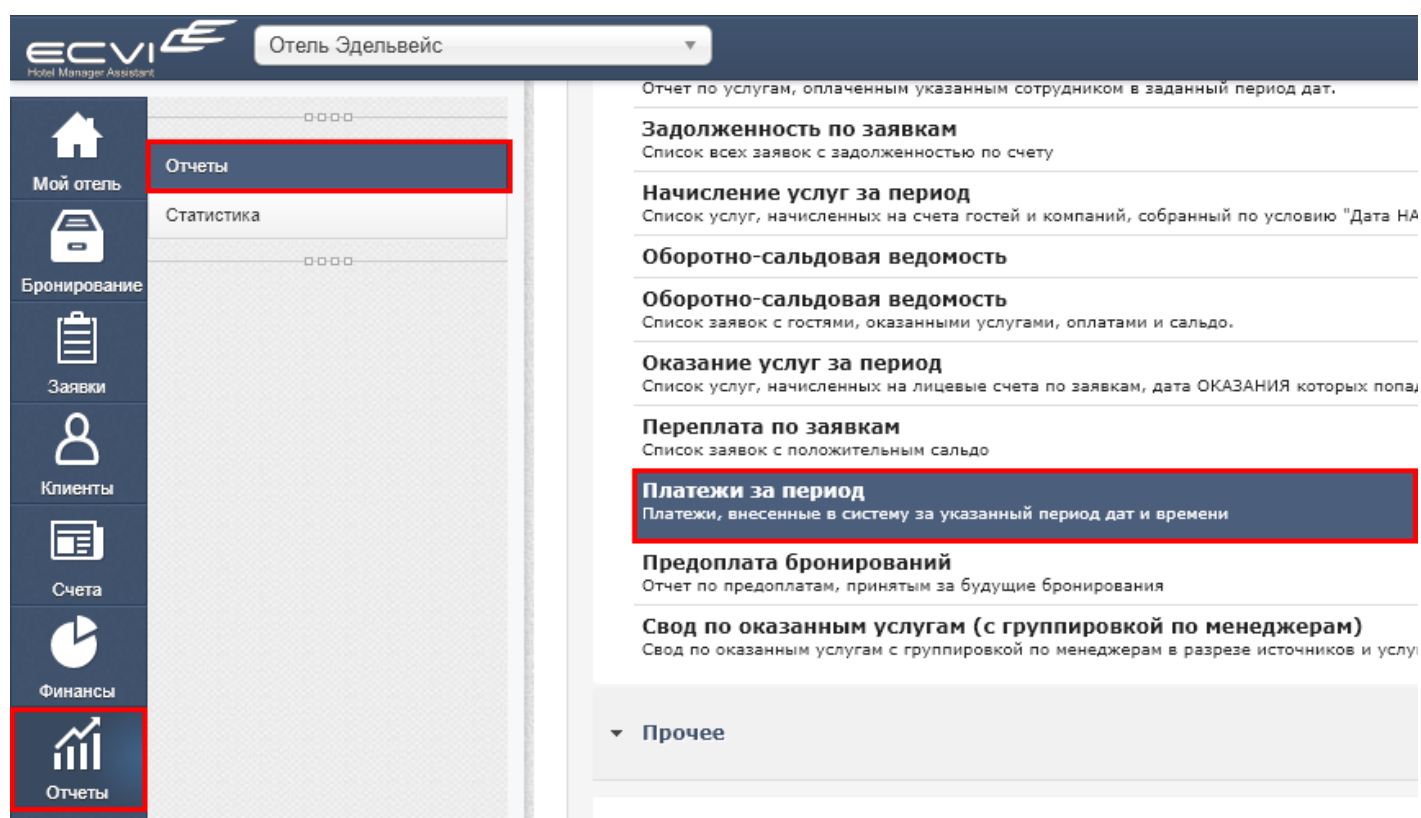 ECVI
Hotel Manager Assistant
Отель Эдельвейс
Мой отель
Бронирование
Заявки
Клиенты
Счета
Финансы
Отчеты
Отчеты
Статистика
Отчет по услугам, оплаченным указанным сотрудником в заданный период дат.
Задолженность по заявкам
Список всех заявок с задолженностью по счету
Начисление услуг за период
Список услуг, начисленных на счета гостей и компаний, собранный по условию "Дата НА
Оборотно-сальдовая ведомость
Оборотно-сальдовая ведомость
Список заявок с гостями, оказанными услугами, оплатами и сальдо.
Оказание услуг за период
Список услуг, начисленных на лицевые счета по заявкам, дата ОКАЗАНИЯ которых попад
Переплата по заявкам
Список заявок с положительным сальдо
Платежи за период
Платежи, внесенные в систему за указанный период дат и времени
Предоплата бронирований
Отчет по предоплатам, принятым за будущие бронирования
Свод по оказанным услугам (с группировкой по менеджерам)
Свод по оказанным услугам с группировкой по менеджерам в разрезе источников и услу
Прочее